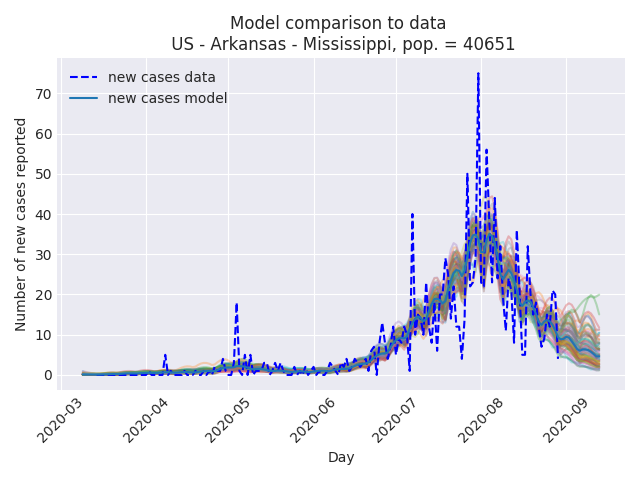 Model comparison to data
US - Arkansas - Mississippi, pop. = 40651
new cases data
new cases model
Number of new cases reported
70
60
50
40
30
20
10
0
2020-03
2020-04
2020-05
2020-06
2020-07
2020-08
2020-09
Day